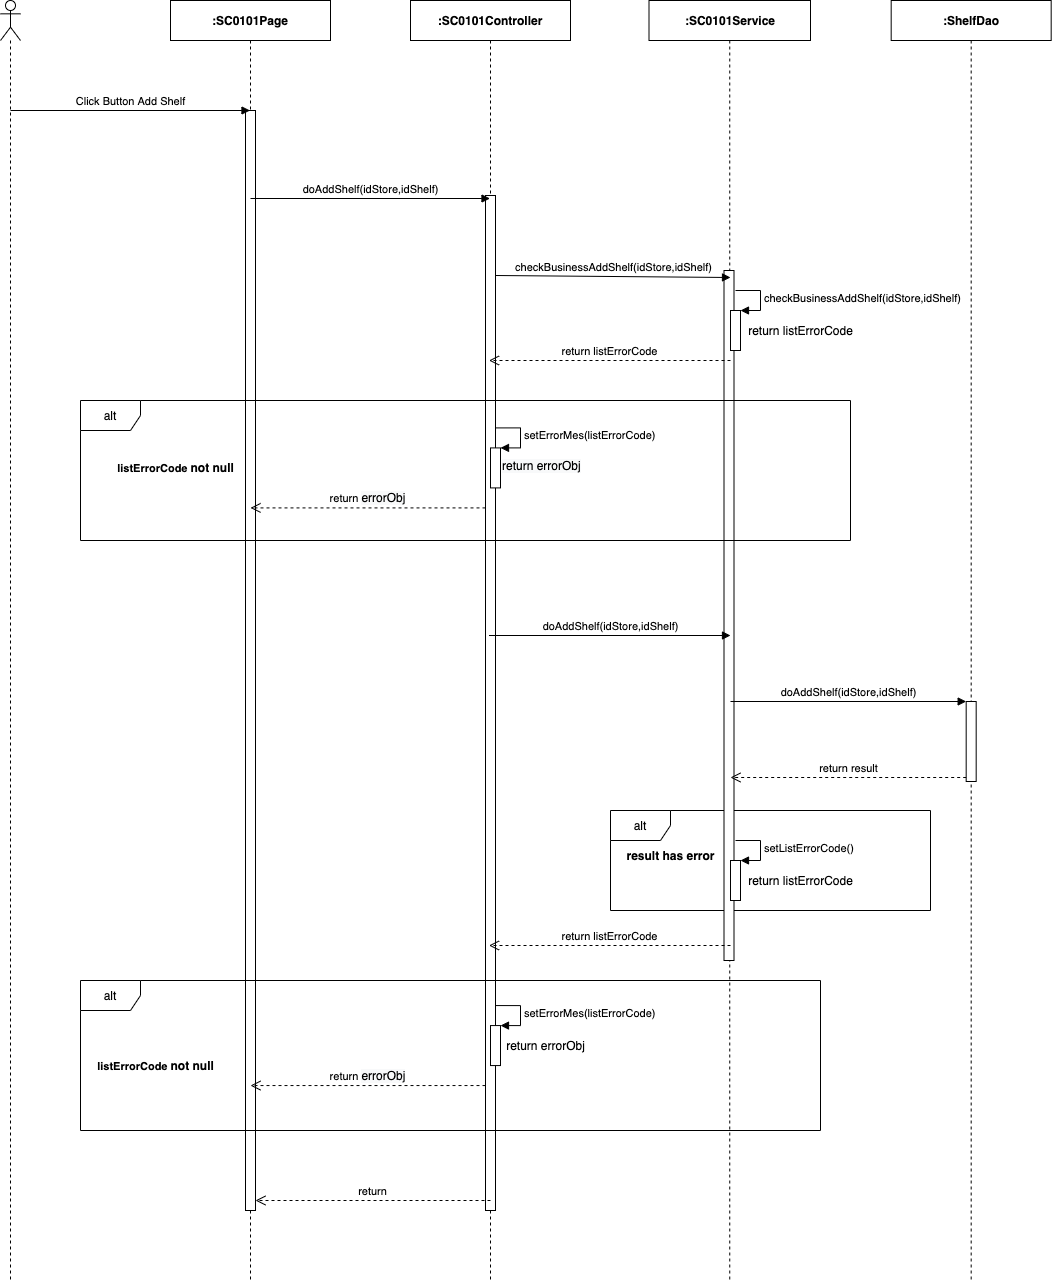 :SC0101Page
:SC0101Controller
:SC0101Service
:ShelfDao
Click Button Add Shelf
doAddShelf(idStore,idShelf)
checkBusinessAddShelf(idStore,idShelf)
checkBusinessAddShelf(idStore,idShelf)
return listErrorCode
return listErrorCode
alt
setErrorMes(listErrorCode)
listErrorCode not null
return errorObj
return errorObj
doAddShelf(idStore,idShelf)
doAddShelf(idStore,idShelf)
return result
alt
setListErrorCode()
result has error
return listErrorCode
return listErrorCode
alt
setErrorMes(listErrorCode)
return errorObj
listErrorCode not null
return errorObj
return